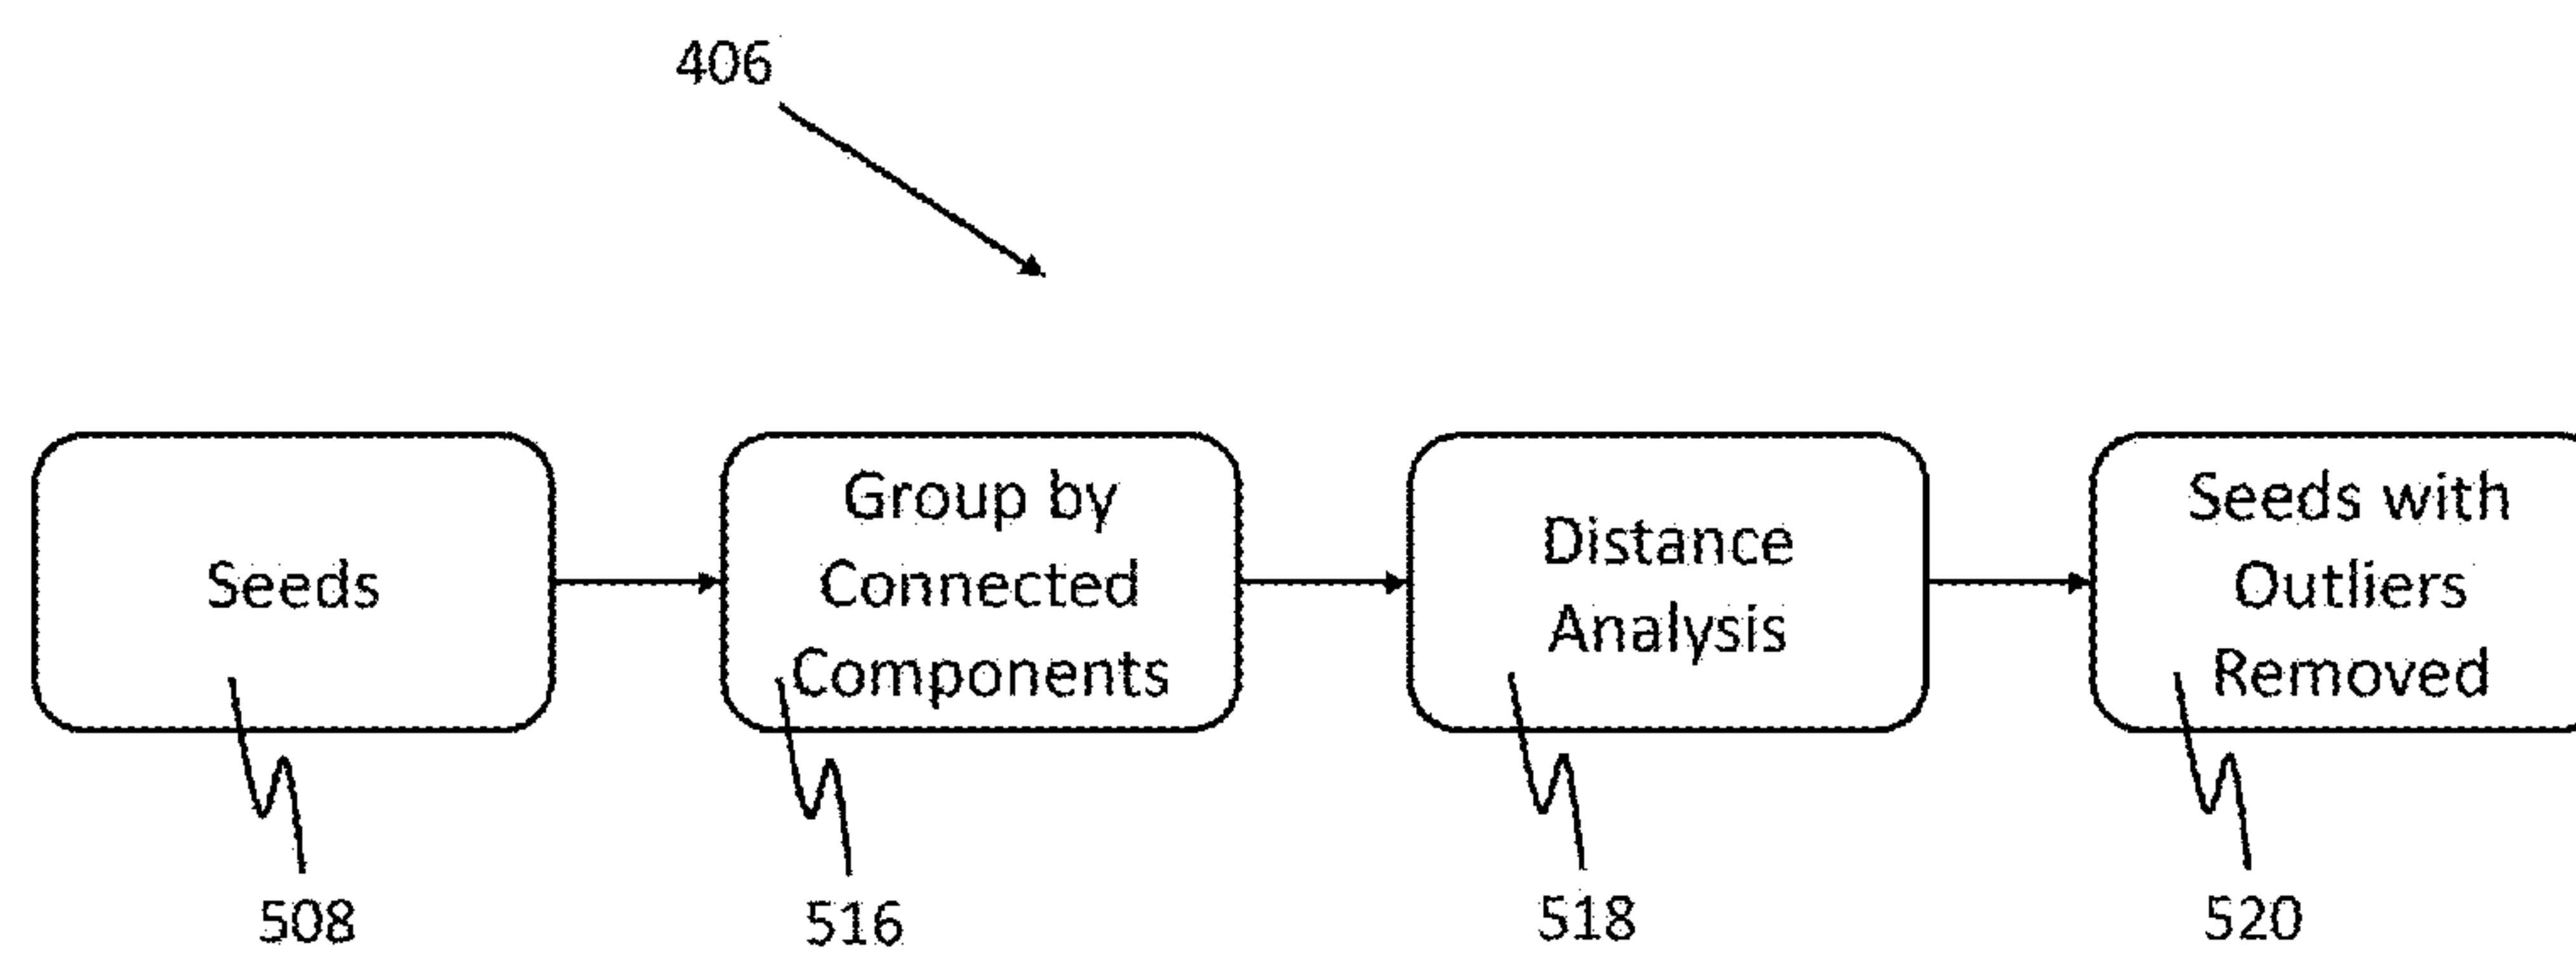 406
Seeds
Group by
Connected
Components
Distance
Analysis
Seeds with
Outliers
Removed
508
516
518
520